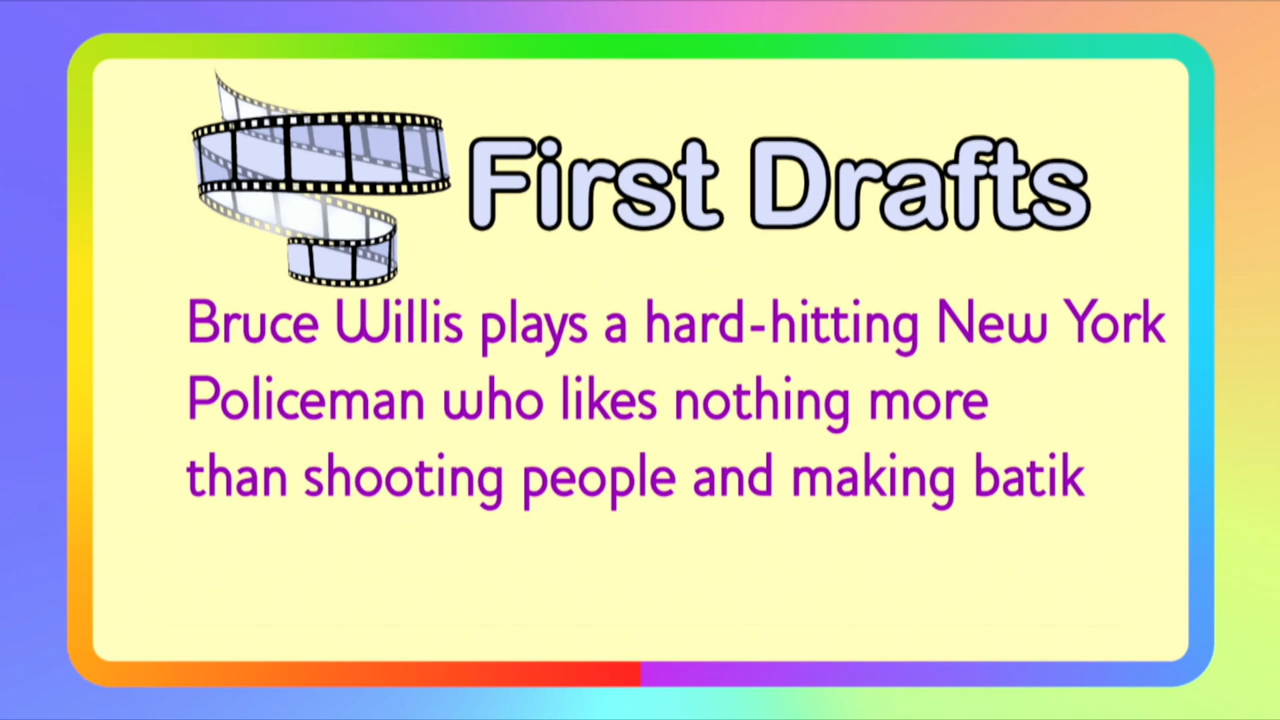 First Drafts
Bruce Willis plays a hard-hitting New York
Policeman who likes nothing more
than shooting people and making batik